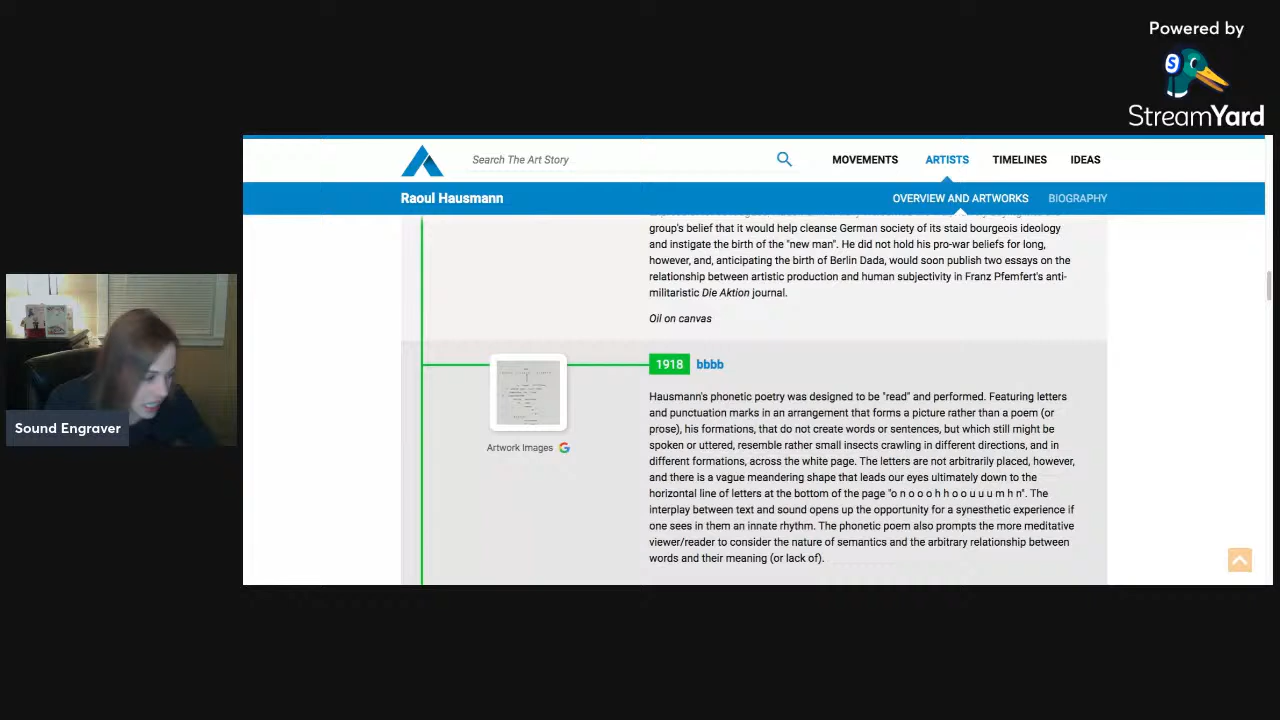 Powered by
S
StreamYard
Search The Art Story
MOVEMENTS
ARTISTS
TIMELINES
IDEAS
Raoul Hausmann
OVERVIEW AND ARTWORKS
BIOGRAPHY
group's belief that it would help cleanse German society of its staid bourgeois ideology
and instigate the birth of the "new man". He did not hold his pro-war beliefs for long,
however, and, anticipating the birth of Berlin Dada, would soon publish two essays on the
relationship between artistic production and human subjectivity in Franz Pfemfert's anti-
militaristic Die Aktion journal.
Oil on canvas
1918 bbbb
Artwork Images
Hausmann's phonetic poetry was designed to be "read" and performed. Featuring letters
and punctuation marks in an arrangement that forms a picture rather than a poem (or
prose), his formations, that do not create words or sentences, but which still might be
spoken or uttered, resemble rather small insects crawling in different directions, and in
different formations, across the white page. The letters are not arbitrarily placed, however,
and there is a vague meandering shape that leads our eyes ultimately down to the
horizontal line of letters at the bottom of the page "o n o o o h h o o u u u m h n". The
interplay between text and sound opens up the opportunity for a synesthetic experience if
one sees in them an innate rhythm. The phonetic poem also prompts the more meditative
viewer/reader to consider the nature of semantics and the arbitrary relationship between
words and their meaning (or lack of).
Sound Engraver